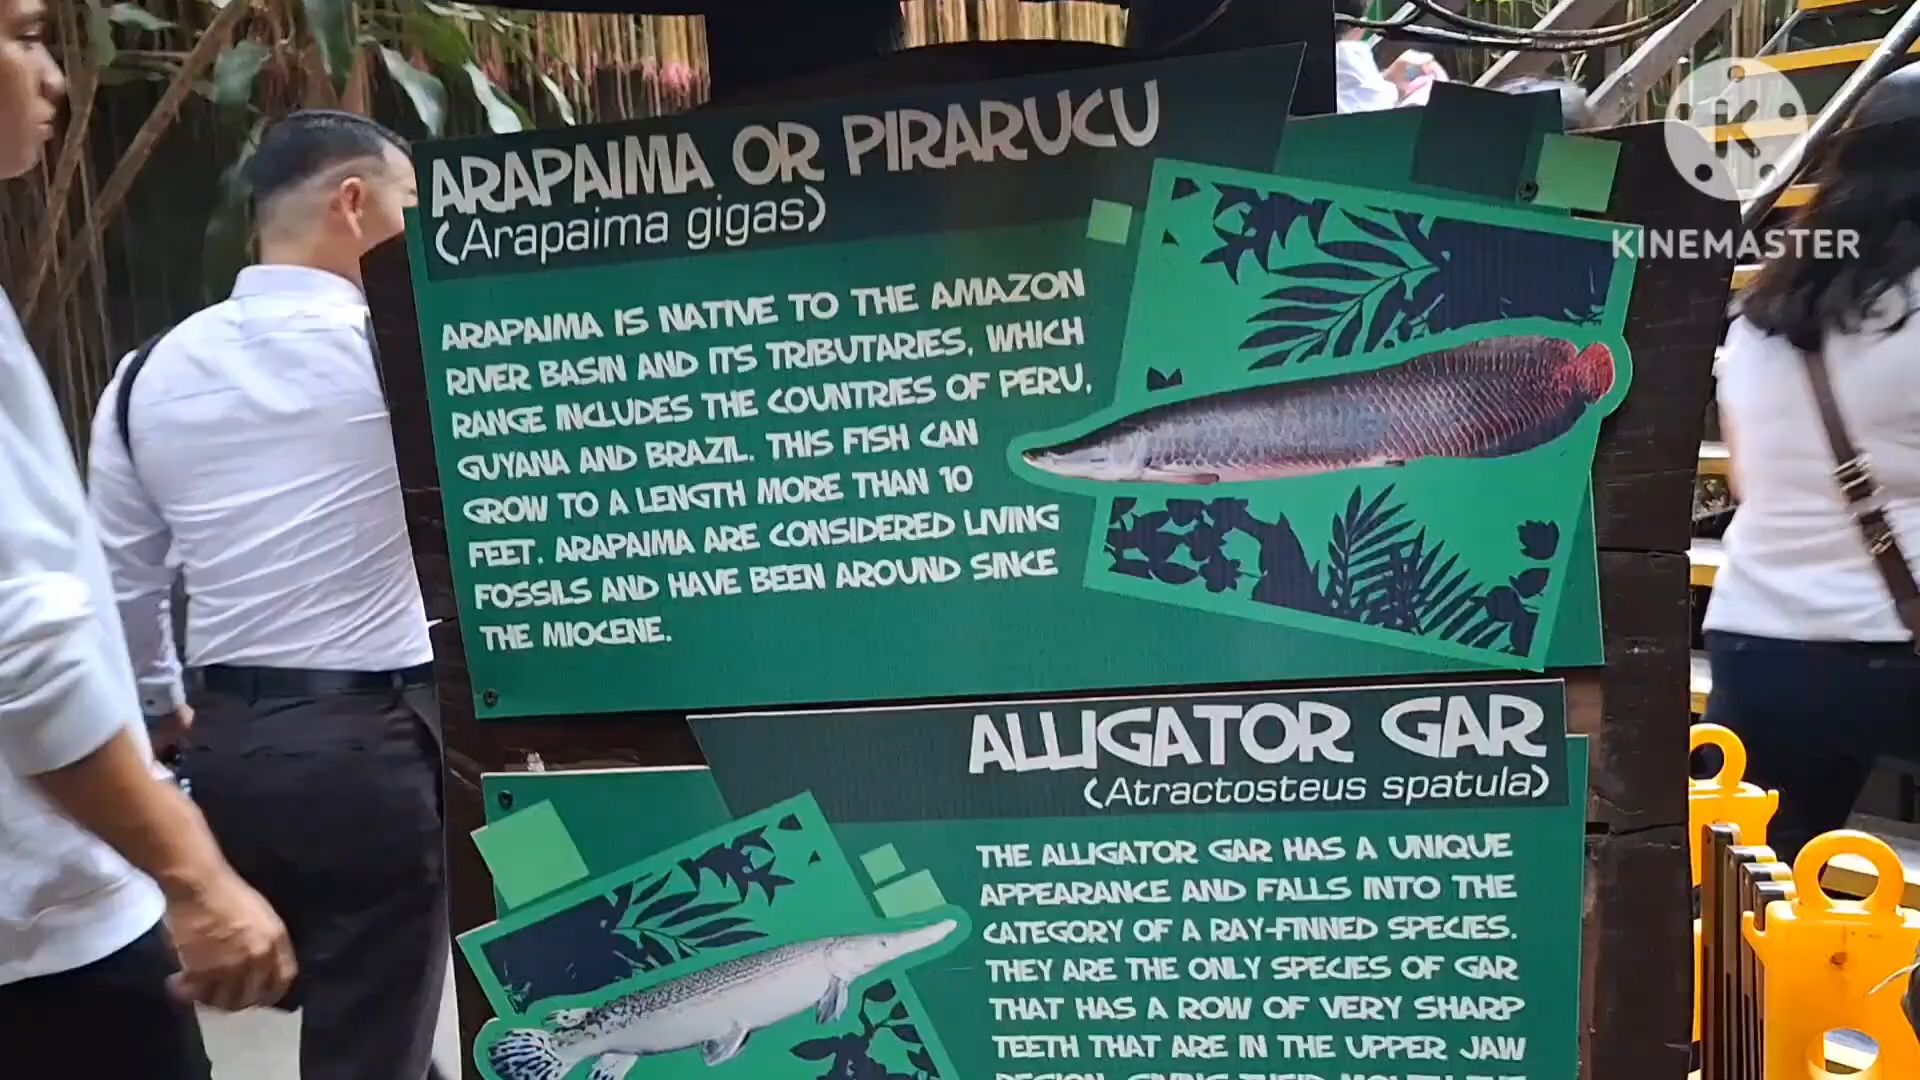 ARAPAIMA OR PIRARUCU
(Arapaima gigas)
ARAPAIMA IS NATIVE TO THE AMAZON
RIVER BASIN AND ITS TRIBUTARIES, WHICH
RANGE INCLUDES THE COUNTRIES OF PERU,
GUYANA AND BRAZIL. THIS FISH CAN
GROW TO A LENGTH MORE THAN 10
FEET. ARAPAIMA ARE CONSIDERED LIVING
FOSSILS AND HAVE BEEN AROUND SINCE
THE MIOCENE.
KINEMASTER
ALLIGATOR GAR
(Atractosteus spatula)
THE ALLIGATOR GAR HAS A UNIQUE
APPEARANCE AND FALLS INTO THE
CATEGORY OF A RAY-FINNED SPECIES.
THEY ARE THE ONLY SPECIES OF GAR
THAT HAS A ROW OF VERY SHARP
TEETH THAT ARE IN THE UPPER JAW